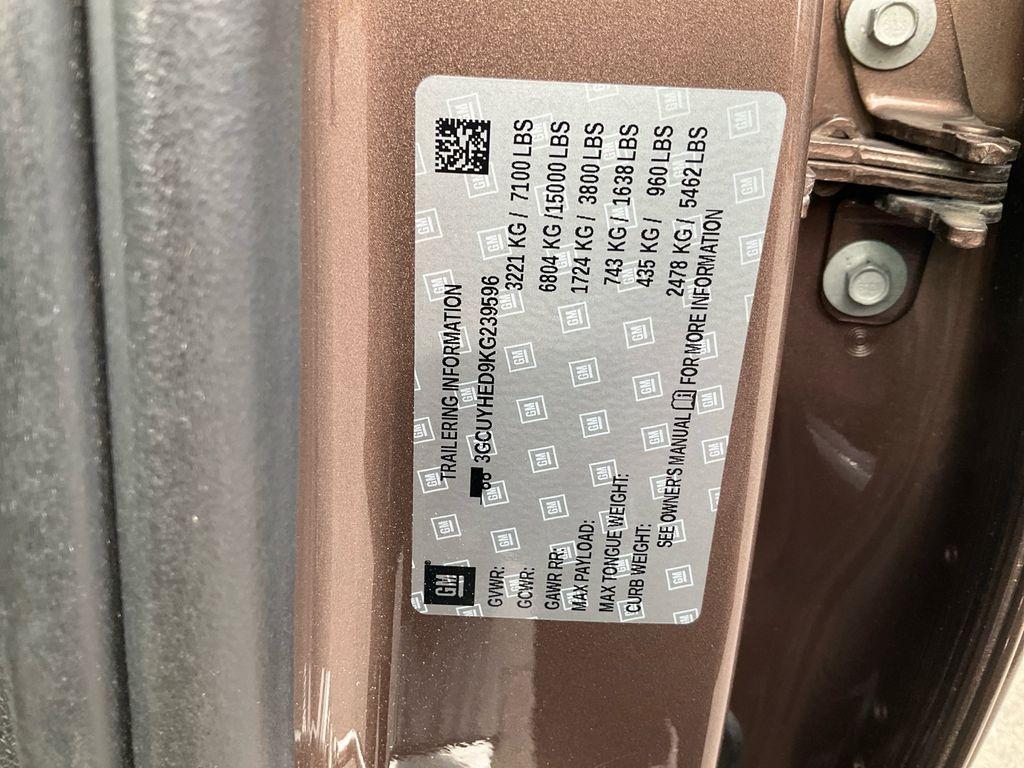 GM
TRAILERING INFORMATION
3GCUYHED9KG239596
GVWR: 3221 KG / 7100 LBS
GCWR: 6804 KG /15000 LBS
GAWR RR: 1724 KG / 3800 LBS
MAX PAYLOAD: 743 KG / 1638 LBS
MAX TONGUE WEIGHT: 435 KG / 960 LBS
CURB WEIGHT: 2478 KG / 5462 LBS
SEE OWNER'S MANUAL FOR MORE INFORMATION